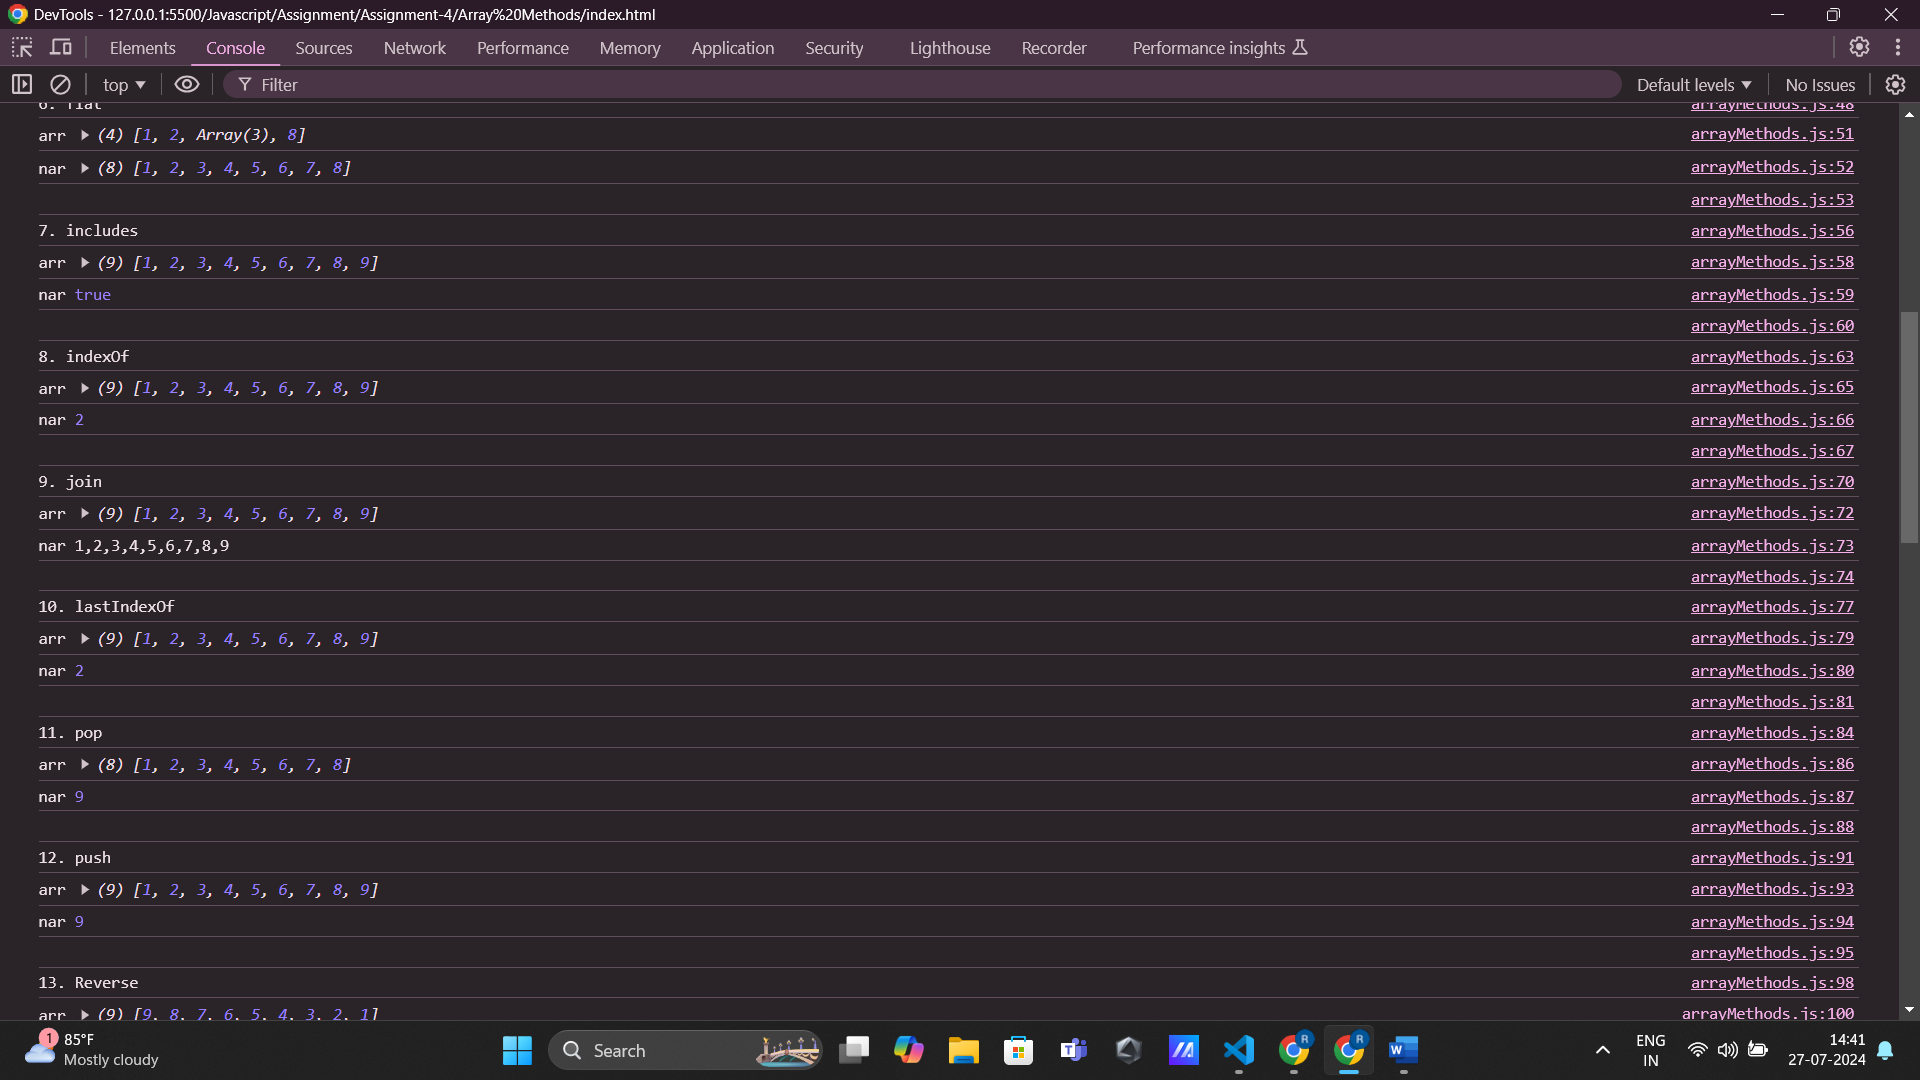 DevTools - 127.0.0.1:5500/Javascript/Assignment/Assignment-4/Array%20Methods/index.html
Elements Console Sources Network Performance Memory Application Security Lighthouse Recorder Performance insights
top Filter Default levels No Issues
6. flat arrayMethods.js:48
arr (4) [1, 2, Array(3), 8] arrayMethods.js:51
nar (8) [1, 2, 3, 4, 5, 6, 7, 8] arrayMethods.js:52
arrayMethods.js:53
7. includes arrayMethods.js:56
arr (9) [1, 2, 3, 4, 5, 6, 7, 8, 9] arrayMethods.js:58
nar true arrayMethods.js:59
arrayMethods.js:60
8. indexOf arrayMethods.js:63
arr (9) [1, 2, 3, 4, 5, 6, 7, 8, 9] arrayMethods.js:65
nar 2 arrayMethods.js:66
arrayMethods.js:67
9. join arrayMethods.js:70
arr (9) [1, 2, 3, 4, 5, 6, 7, 8, 9] arrayMethods.js:72
nar 1,2,3,4,5,6,7,8,9 arrayMethods.js:73
arrayMethods.js:74
10. lastIndexOf arrayMethods.js:77
arr (9) [1, 2, 3, 4, 5, 6, 7, 8, 9] arrayMethods.js:79
nar 2 arrayMethods.js:80
arrayMethods.js:81
11. pop arrayMethods.js:84
arr (8) [1, 2, 3, 4, 5, 6, 7, 8] arrayMethods.js:86
nar 9 arrayMethods.js:87
arrayMethods.js:88
12. push arrayMethods.js:91
arr (9) [1, 2, 3, 4, 5, 6, 7, 8, 9] arrayMethods.js:93
nar 9 arrayMethods.js:94
arrayMethods.js:95
13. Reverse arrayMethods.js:98
arr (9) [9, 8, 7, 6, 5, 4, 3, 2, 1] arrayMethods.js:100
1 85°F
Mostly cloudy
Search
ENG
IN
14:41
27-07-2024